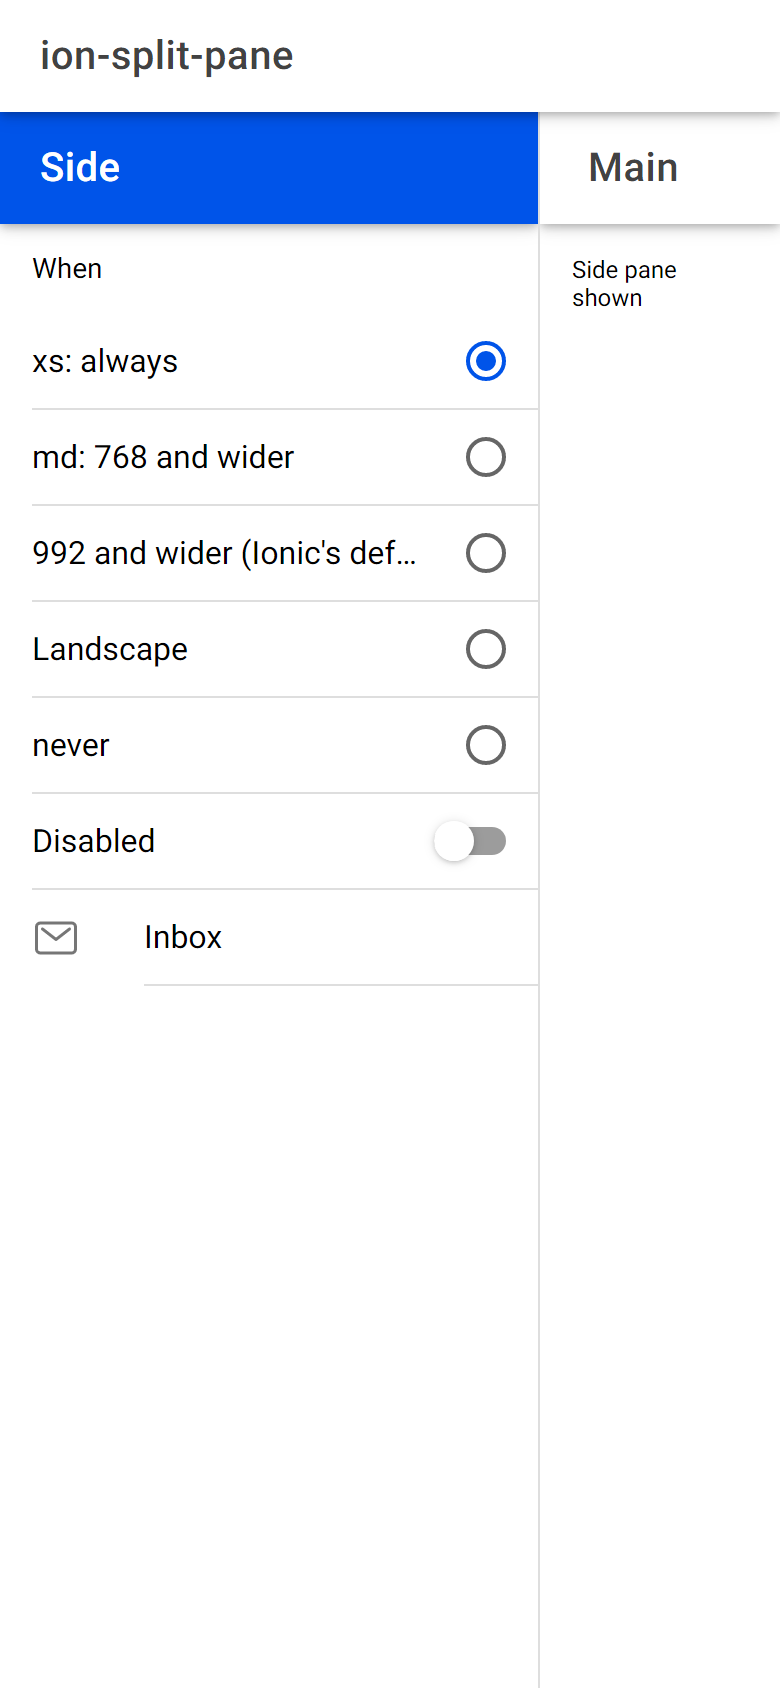 ion-split-pane
Side
Main
When
Side pane
shown
xs: always
md: 768 and wider
992 and wider (Ionic's def...
Landscape
never
Disabled
Inbox